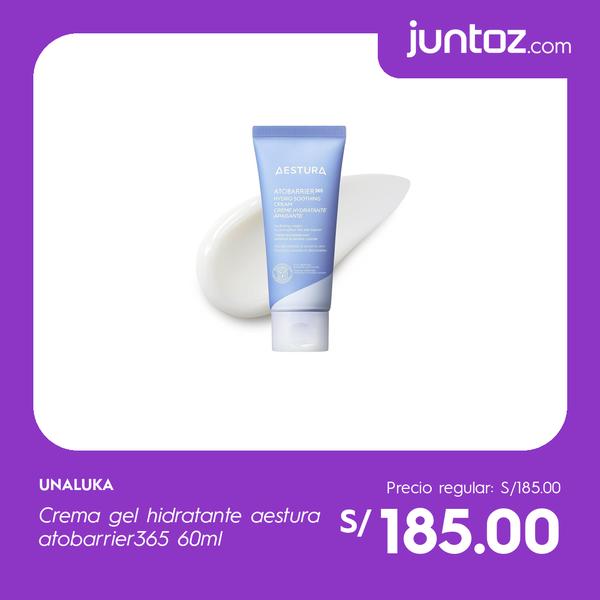 juntoz.com
AESTURA
ATOBARRIER365
HYDRO SOOTHING
CREAM
CRÈME HYDRATANTE
APAISANTE
UNALUKA
Precio regular: S/185.00
Crema gel hidratante aestura
atobarrier365 60ml
S/185.00